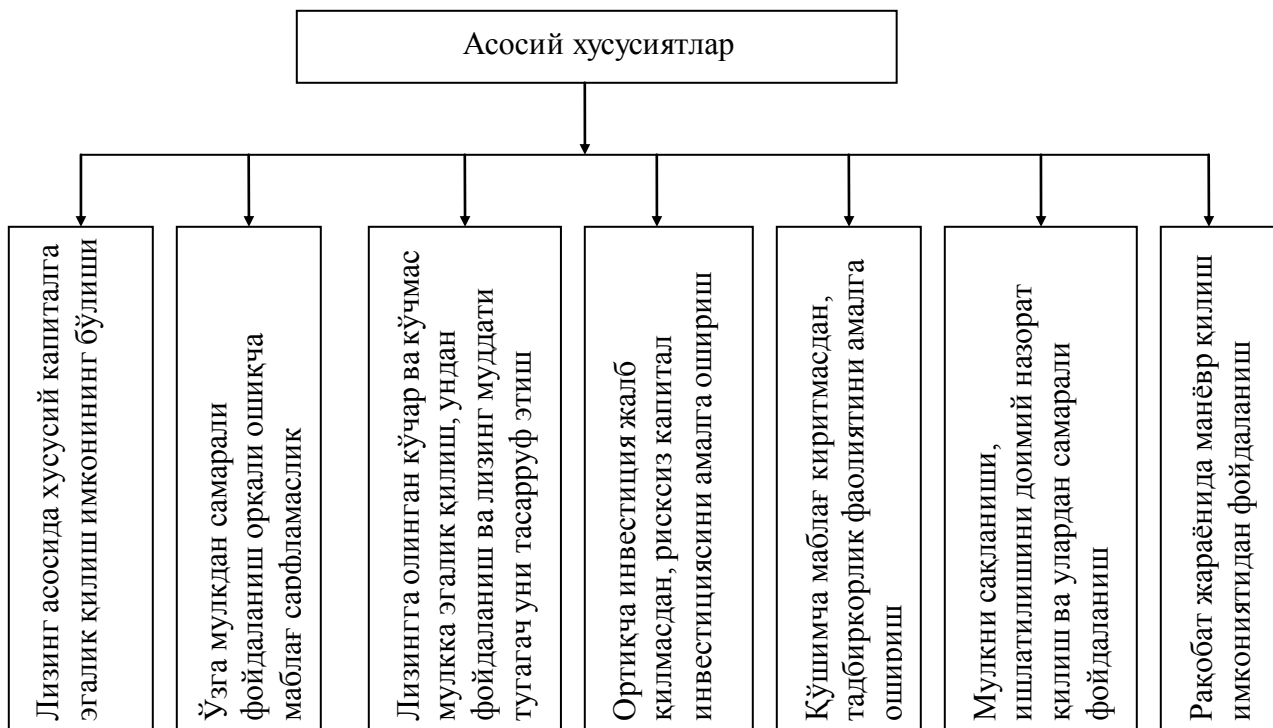 Асосий хусусиятлар
Лизинг асосида хусусий капиталга
эгалик қилиш имконининг бўлиши
Ўзга мулкдан самарали
фойдаланиш орқали ошиқча
маблағ сарфламаслик
Лизингга олинган кўчар ва кўчмас
мулкка эгалик қилиш, ундан
фойдаланиш ва лизинг муддати
тугагач уни тасарруф этиш
Ортиқча инвестиция жалб
қилмасдан, рисксиз капитал
инвестициясини амалга ошириш
Қўшимча маблағ киритмасдан,
тадбиркорлик фаолиятини амалга
ошириш
Мулкни сақланиши,
ишлатилишини доимий назорат
қилиш ва улардан самарали
фойдаланиш
Рақобат жараёнида манёвр қилиш
имкониятидан фойдаланиш